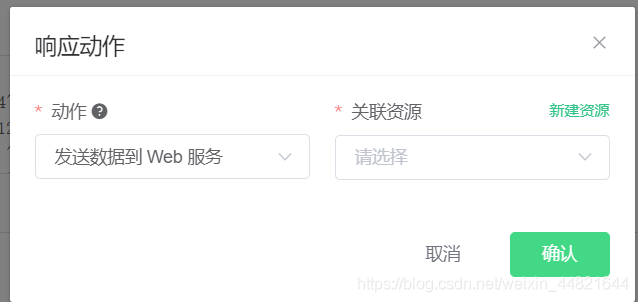 响应动作
* 动作 ?
* 关联资源 新建资源
发送数据到 Web 服务
请选择
取消 确认
https://blog.csdn.net/weixin_44821644